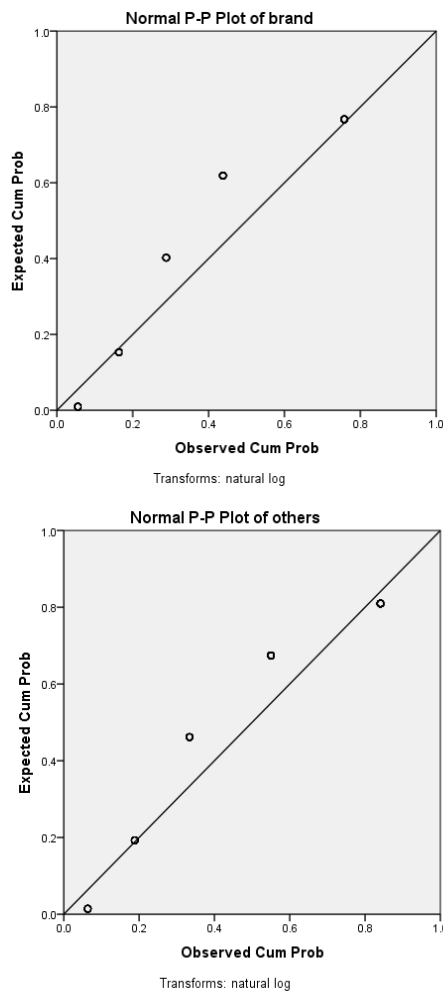 Normal P-P Plot of brand
1.0
0.8
0.6
0.4
0.2
0.0
Expected Cum Prob
0.0 0.2 0.4 0.6 0.8 1.0
Observed Cum Prob
Transforms: natural log
Normal P-P Plot of others
1.0
0.8
0.6
0.4
0.2
0.0
Expected Cum Prob
0.0 0.2 0.4 0.6 0.8 1.0
Observed Cum Prob
Transforms: natural log